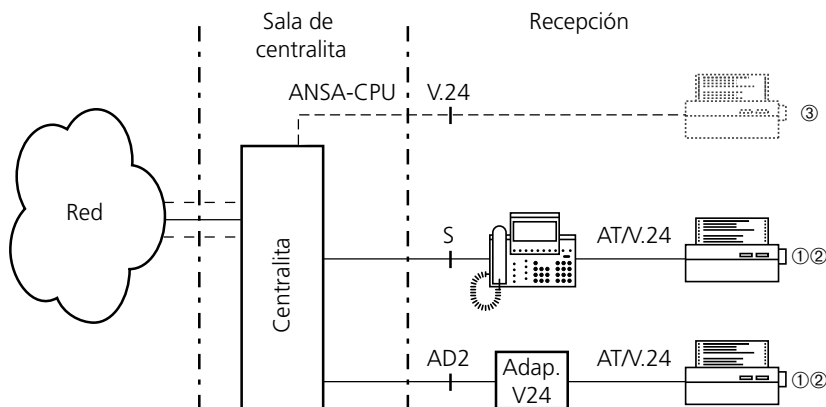 Sala de
centralita
Recepción
ANSA-CPU
V.24
③
Red
Centralita
S
AT/V.24
①②
AD2
Adap.
V24
AT/V.24
①②